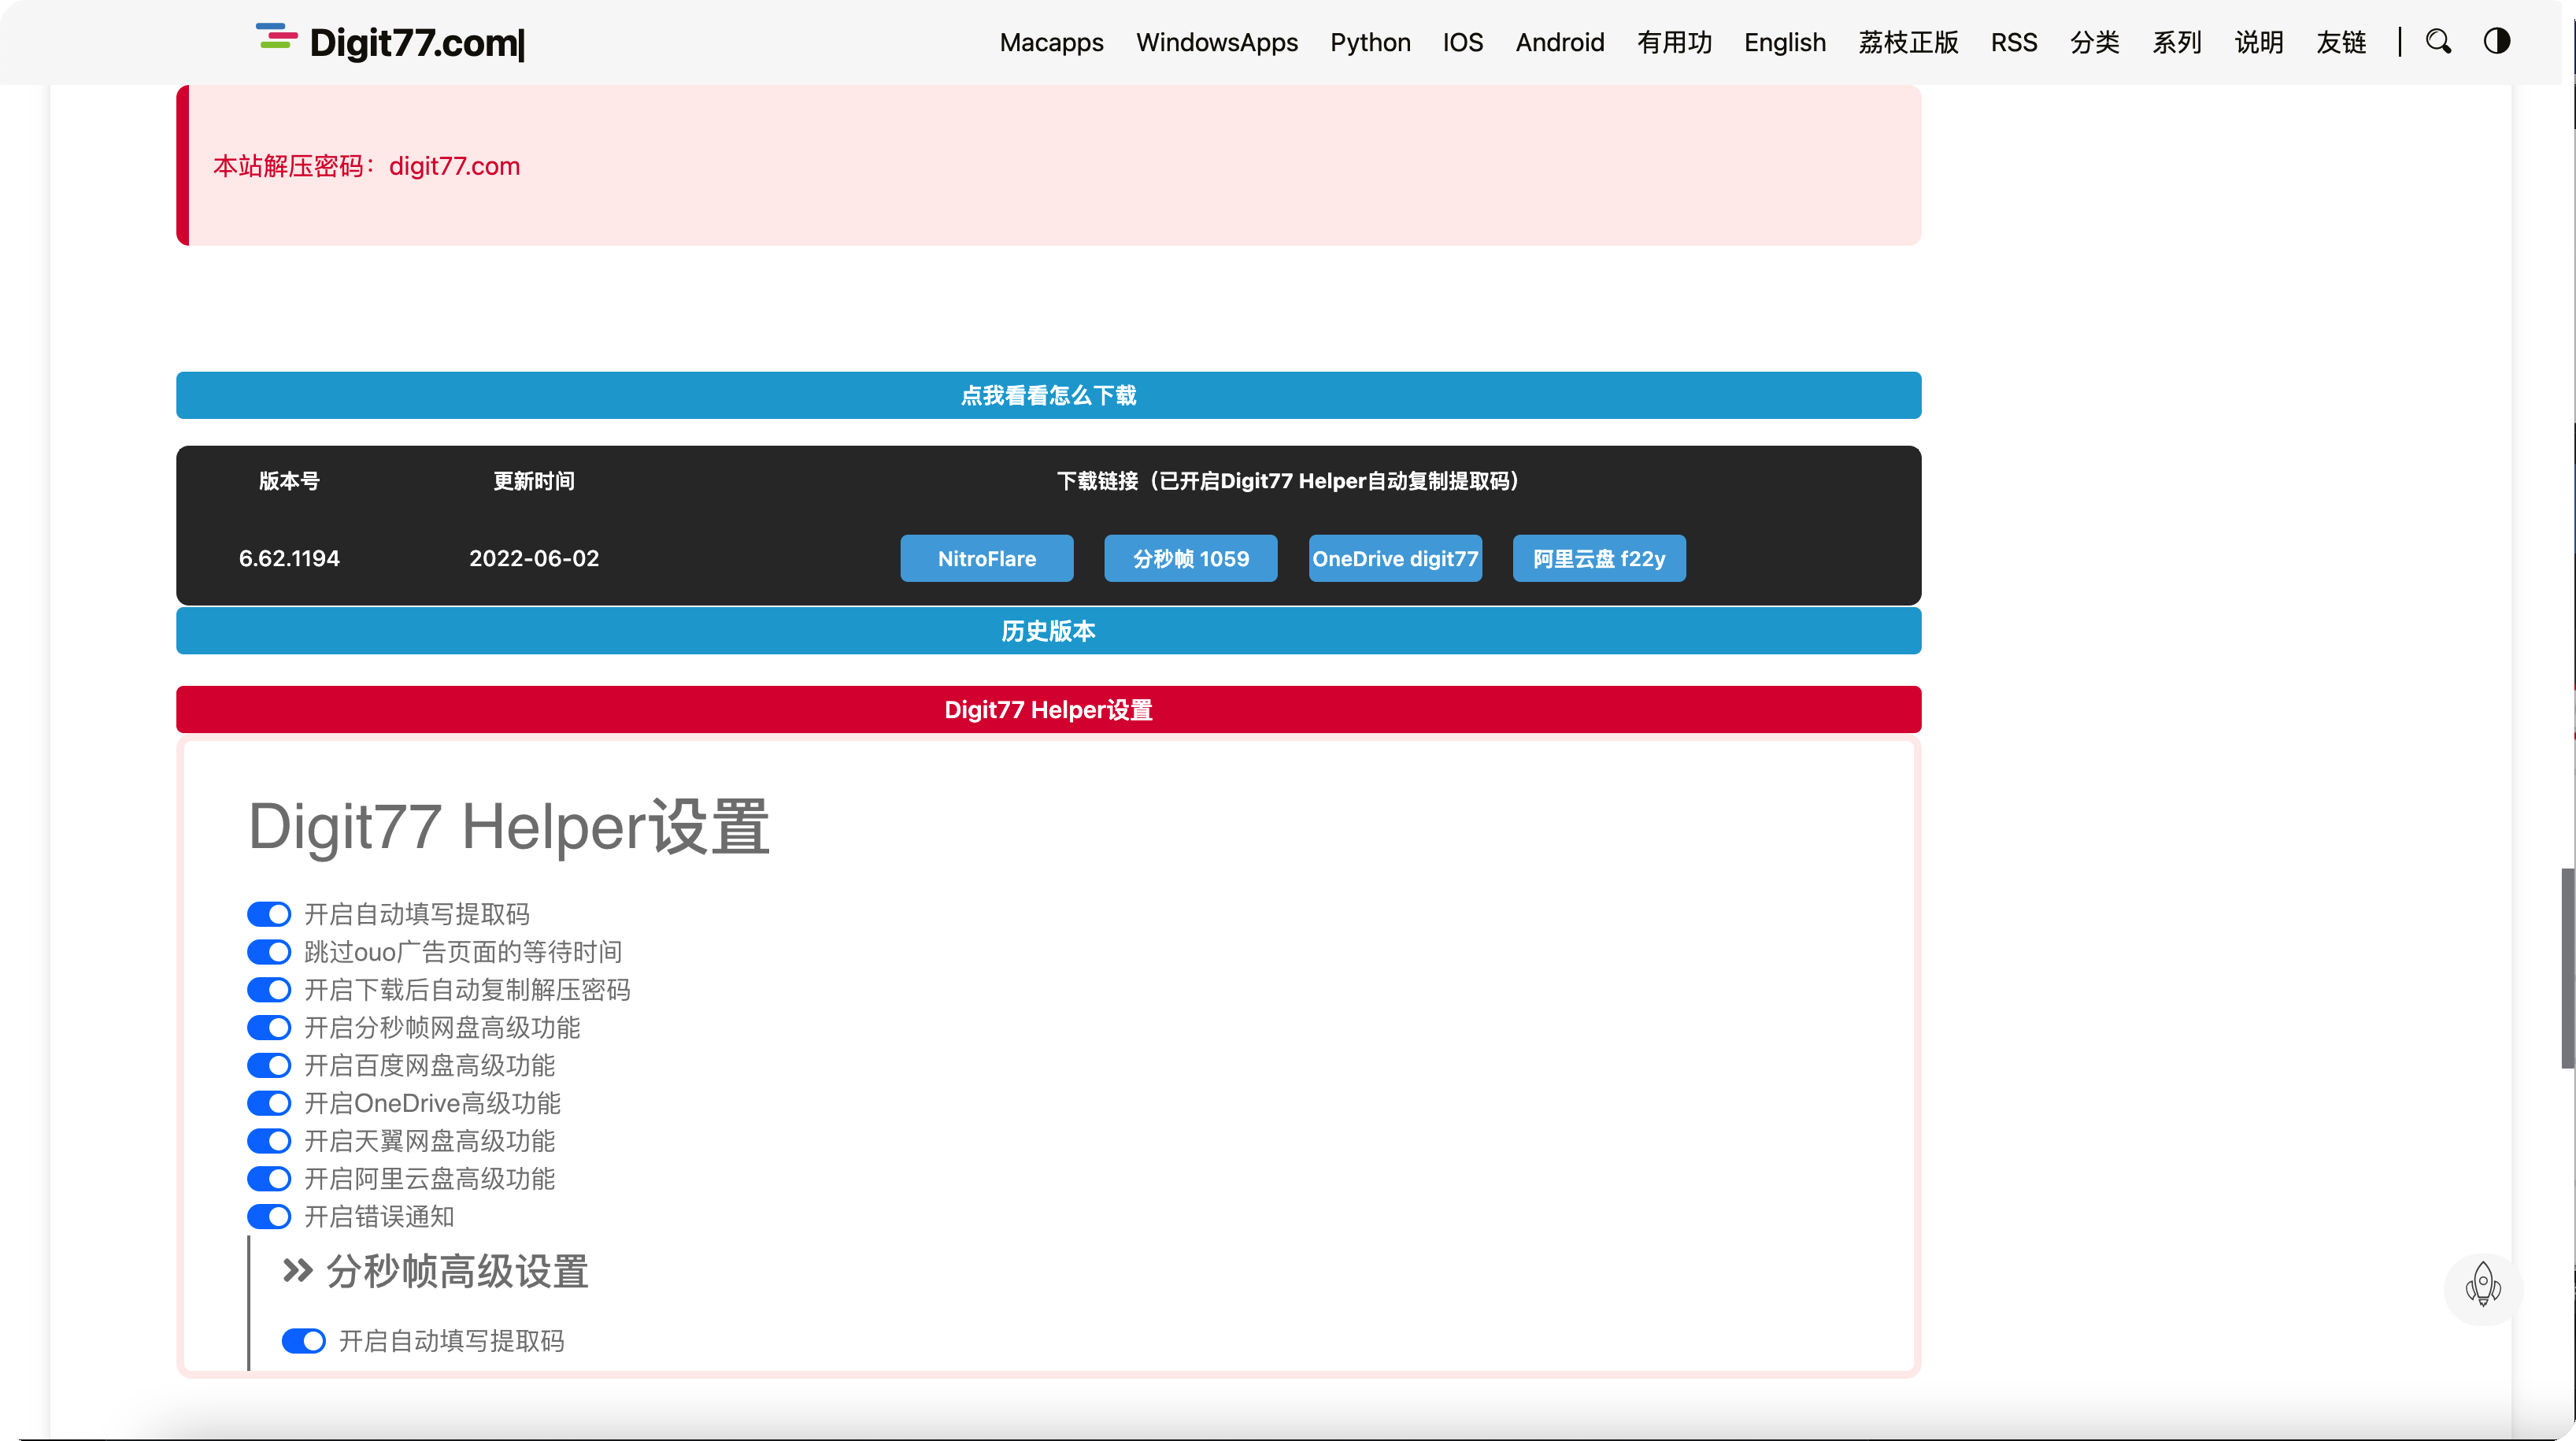 Digit77.com
Macapps WindowsApps Python IOS Android 有用功 English 荔枝正版 RSS 分类 系列 说明 友链
本站解压密码：digit77.com
点我看看怎么下载
版本号 更新时间 下载链接（已开启Digit77 Helper自动复制提取码）
6.62.1194 2022-06-02 NitroFlare 分秒帧 1059 OneDrive digit77 阿里云盘 f22y
历史版本
Digit77 Helper设置
Digit77 Helper设置
开启自动填写提取码
跳过ouo广告页面的等待时间
开启下载后自动复制解压密码
开启分秒帧网盘高级功能
开启百度网盘高级功能
开启OneDrive高级功能
开启天翼网盘高级功能
开启阿里云盘高级功能
开启错误通知
分秒帧高级设置
开启自动填写提取码